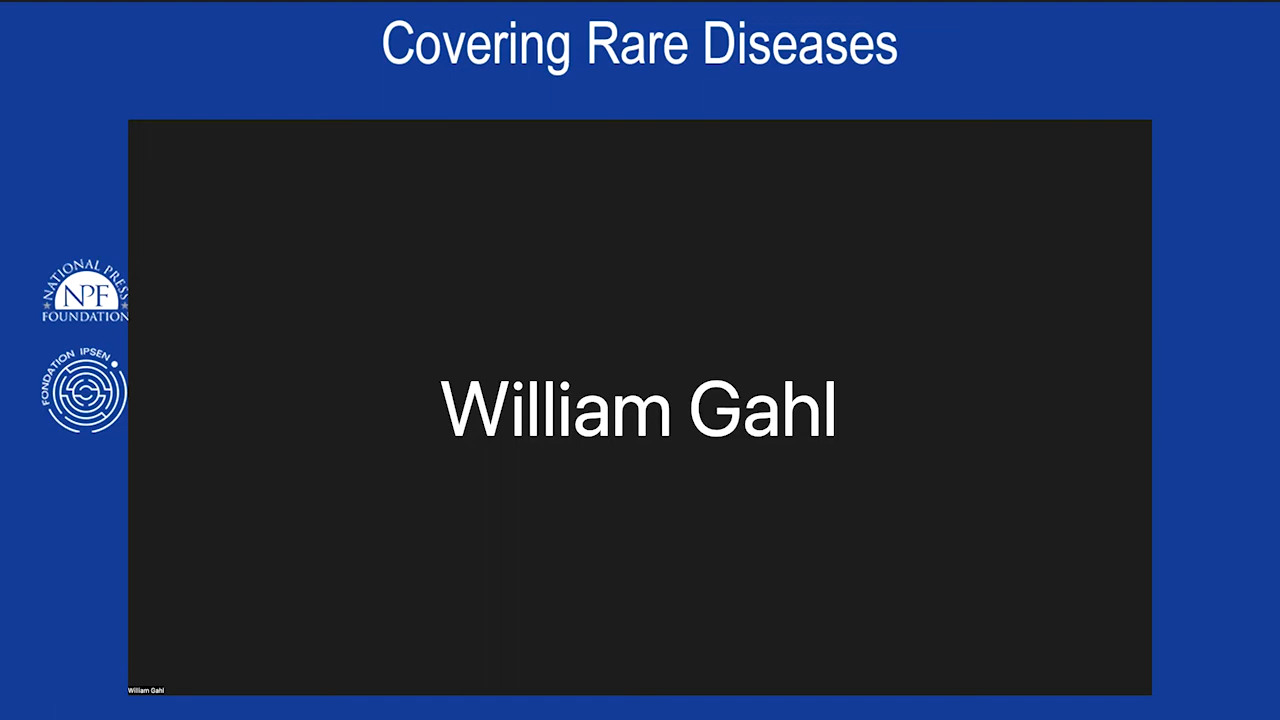 Covering Rare Diseases
NATIONAL PRESS
NPF
FOUNDATION
FONDATION IPSEN
William Gahl
William Gahl